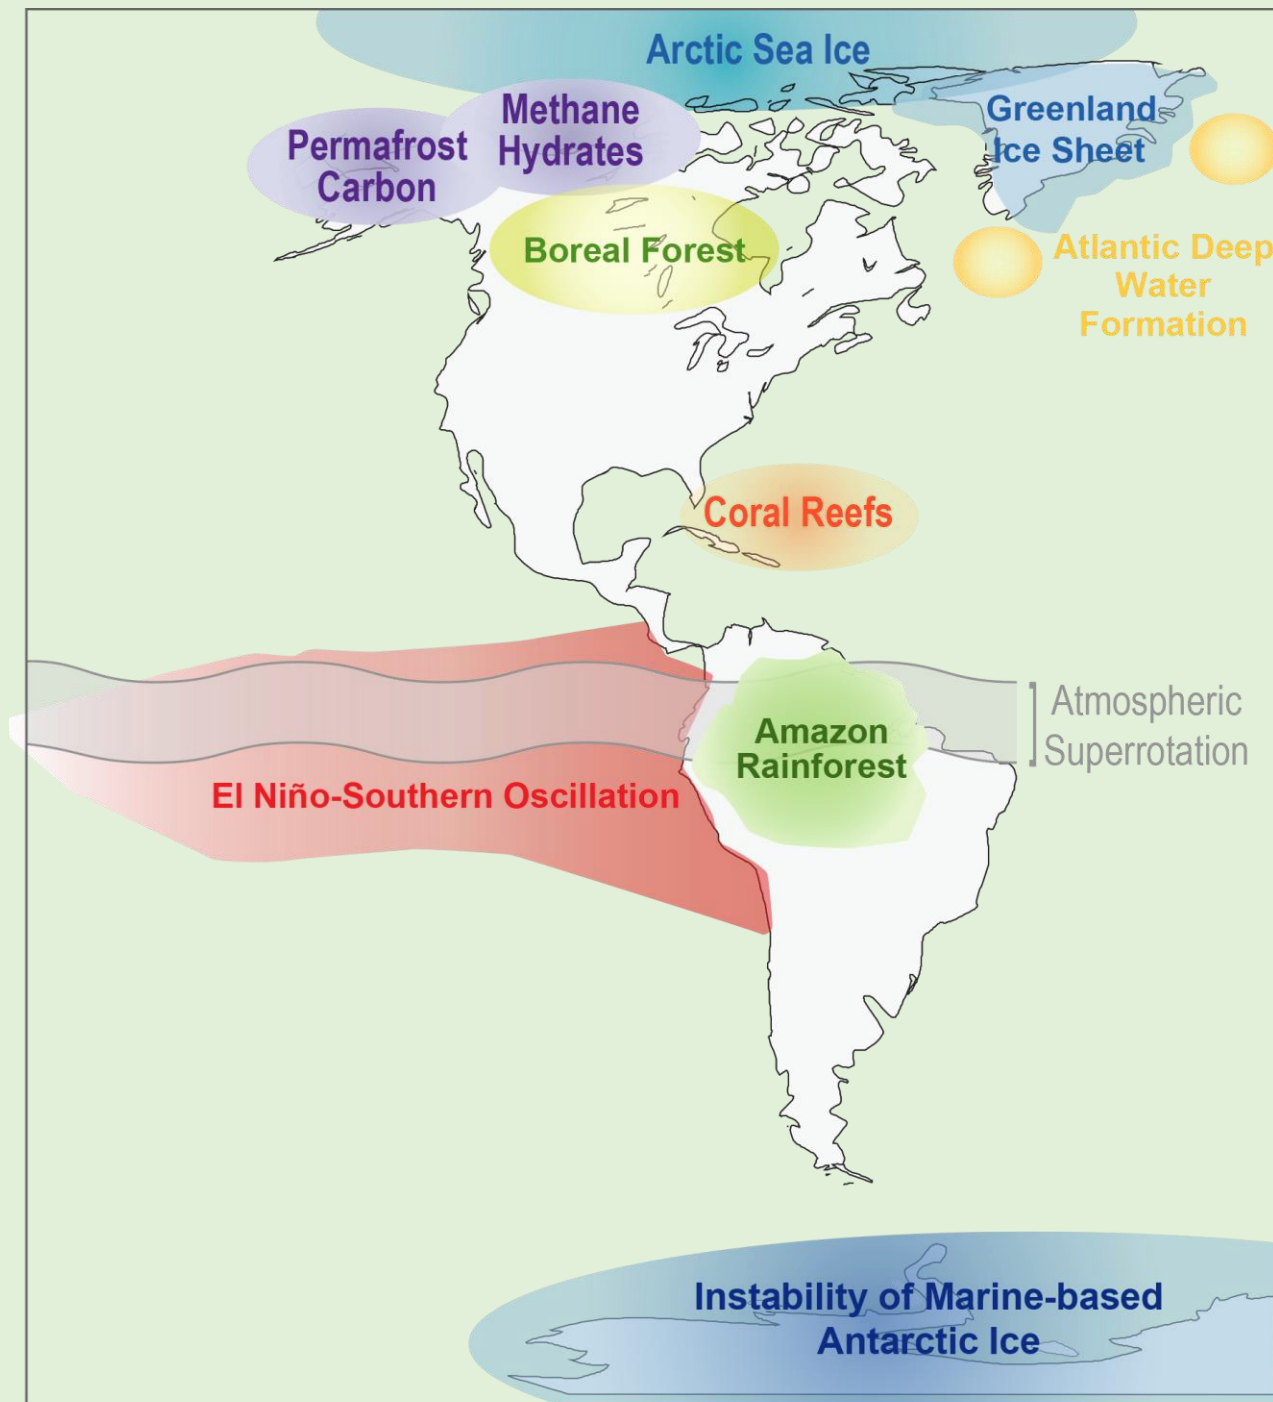 Arctic Sea Ice
Methane
Hydrates
Permafrost
Carbon
Greenland
Ice Sheet
Boreal Forest
Atlantic Deep
Water
Formation
Coral Reefs
Atmospheric
Superrotation
Amazon
Rainforest
El Niño-Southern Oscillation
Instability of Marine-based
Antarctic Ice